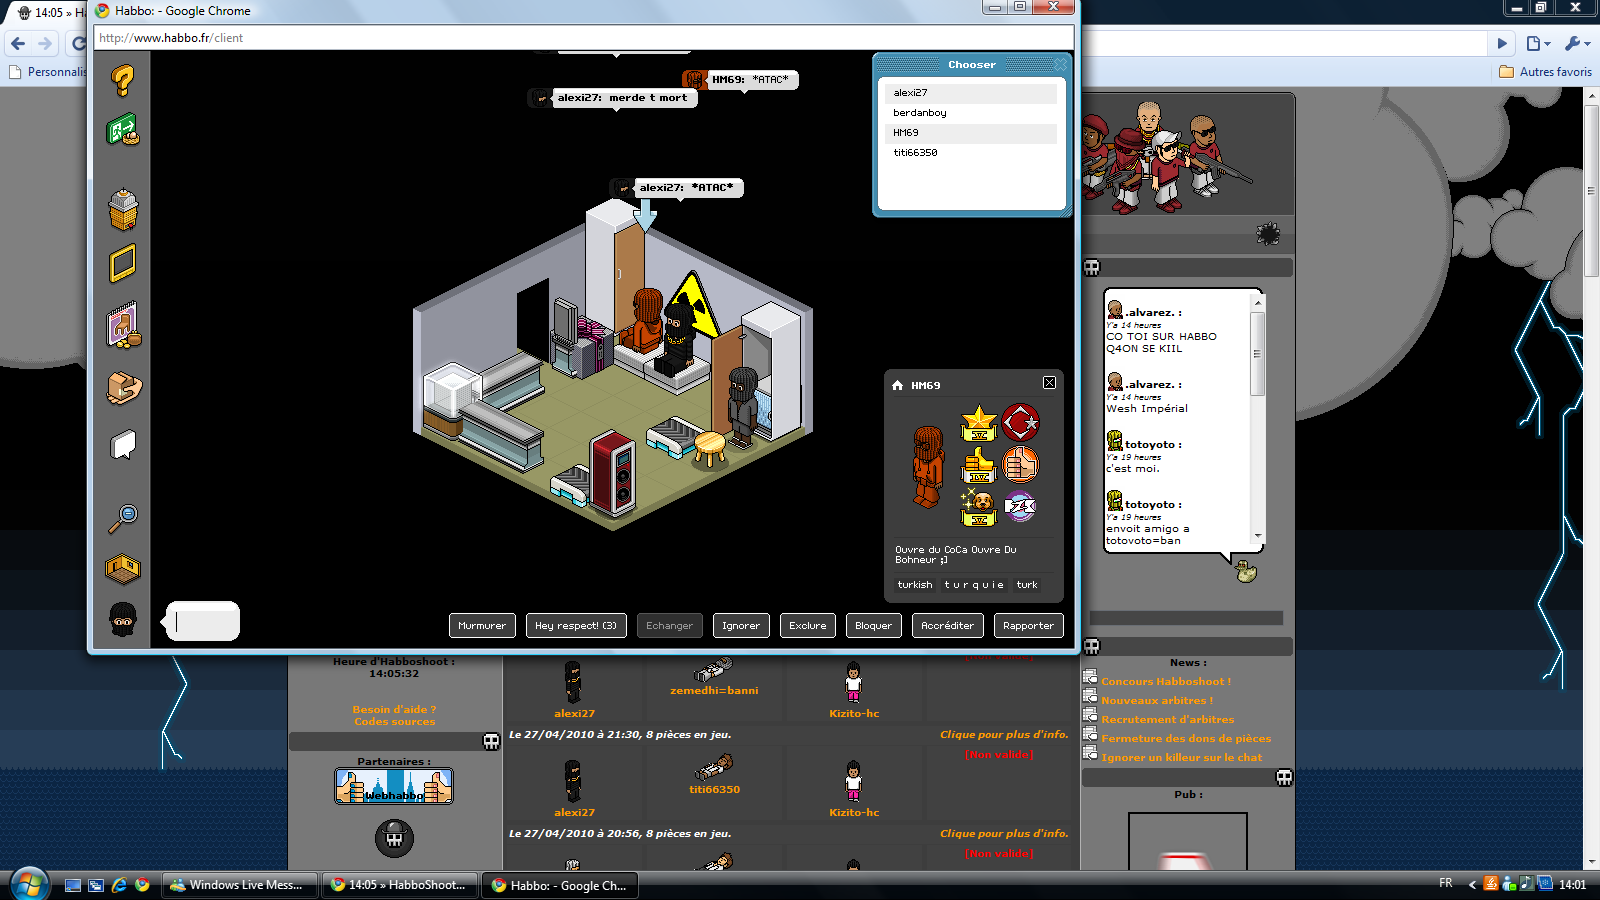 14:05 » Ha
Habbo: - Google Chrome
http://www.habbo.fr/client
Personnalis
Autres favoris
HM69: *ATAC*
alexi27: merde t mort
alexi27: *ATAC*
Chooser
alexi27
berdanboy
HM69
titi66350
HM69
Ouvre du CoCa Ouvre Du
Bohneur ;]
turkish
t u r q u i e
turk
Murmurer
Hey respect! (3)
Echanger
Ignorer
Exclure
Bloquer
Accréditer
Rapporter
.alvarez. :
Y'a 14 heures
CO TOI SUR HABBO
Q4ON SE KIIL
.alvarez. :
Y'a 14 heures
Wesh Impérial
totoyoto :
Y'a 19 heures
c'est moi.
totoyoto :
Y'a 19 heures
envoit amigo a
totovoto=ban
News :
Concours Habboshoot !
Nouveaux arbitres !
Recrutement d'arbitres
Fermeture des dons de pièces
Ignorer un killeur sur le chat
Pub :
Heure d'Habboshoot :
14:05:32
Besoin d'aide ?
Codes sources
Partenaires :
Webhabbo
[Non valide]
alexi27
zemedhi=banni
Kizito-hc
Le 27/04/2010 à 21:30, 8 pièces en jeu.
Clique pour plus d'info.
[Non valide]
alexi27
titi66350
Kizito-hc
Le 27/04/2010 à 20:56, 8 pièces en jeu.
Clique pour plus d'info.
[Non valide]
Windows Live Mess...
14:05 » HabboShoot...
Habbo: - Google Ch...
FR
14:01